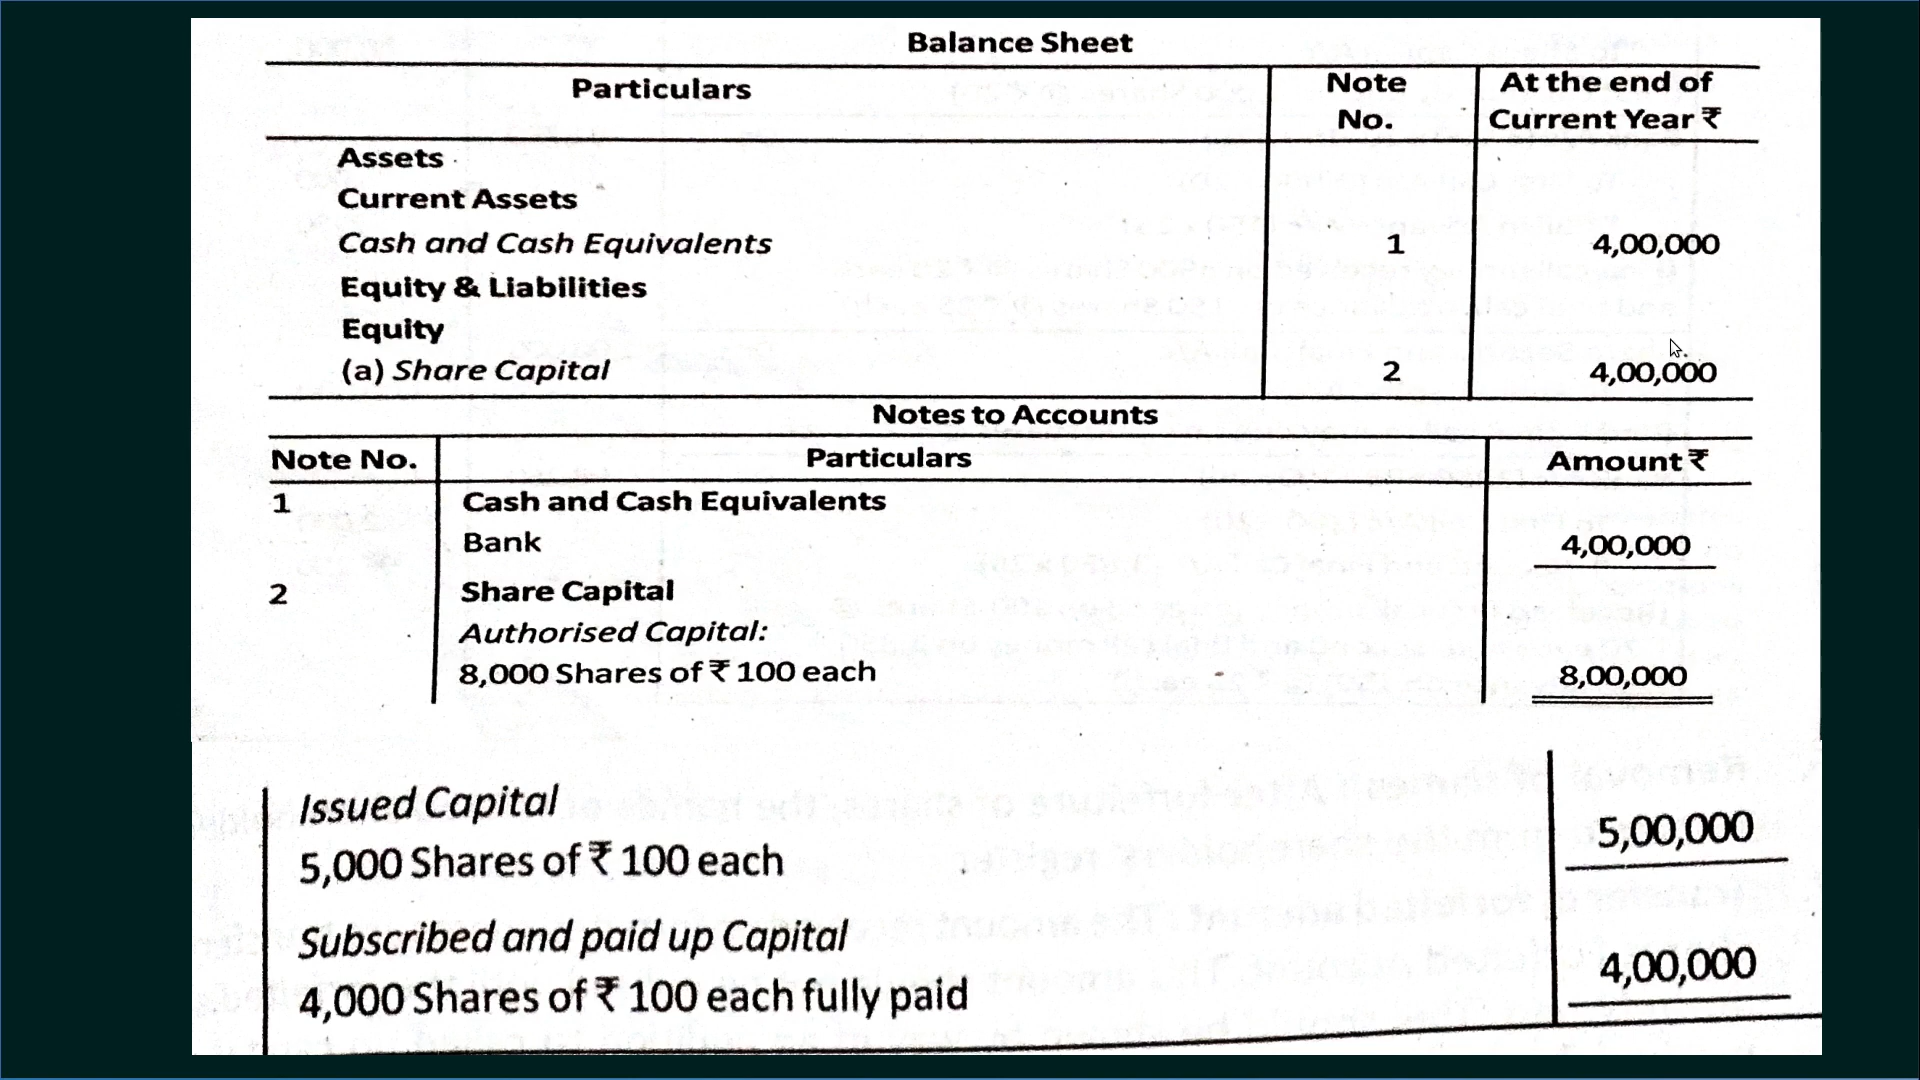 Balance Sheet
Particulars Note No. At the end of Current Year ₹
Assets
Current Assets
Cash and Cash Equivalents 1 4,00,000
Equity & Liabilities
Equity
(a) Share Capital 2 4,00,000
Notes to Accounts
Note No. Particulars Amount ₹
1 Cash and Cash Equivalents
Bank 4,00,000
2 Share Capital
Authorised Capital:
8,000 Shares of ₹ 100 each 8,00,000
Issued Capital
5,000 Shares of ₹ 100 each 5,00,000
Subscribed and paid up Capital
4,000 Shares of ₹ 100 each fully paid 4,00,000